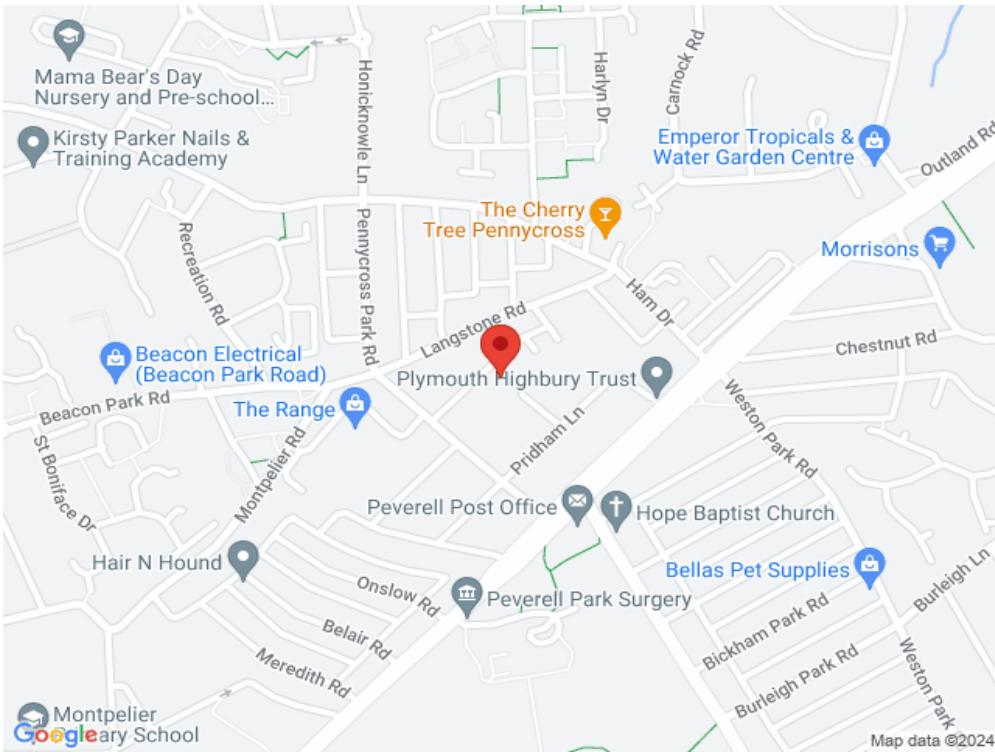 Mama Bear's Day
Nursery and Pre-school...
Kirsty Parker Nails &
Training Academy
Honicknowle Ln
Harlyn Dr
Carnock Rd
Emperor Tropicals &
Water Garden Centre
Outland Rd
The Cherry
Tree Pennycross
Morrisons
Recreation Rd
Pennycross Park Rd
Ham Dr
Langstone Rd
Chestnut Rd
Beacon Electrical
(Beacon Park Road)
Plymouth Highbury Trust
Beacon Park Rd
The Range
Weston Park Rd
St Boniface Dr
Montpelier Rd
Pridham Ln
Peverell Post Office
Hope Baptist Church
Hair N Hound
Bellas Pet Supplies
Burleigh Ln
Onslow Rd
Peverell Park Surgery
Belair Rd
Bickham Park Rd
Meredith Rd
Burleigh Park Rd
Weston Park
Montpelier
School
Google
Map data ©2024